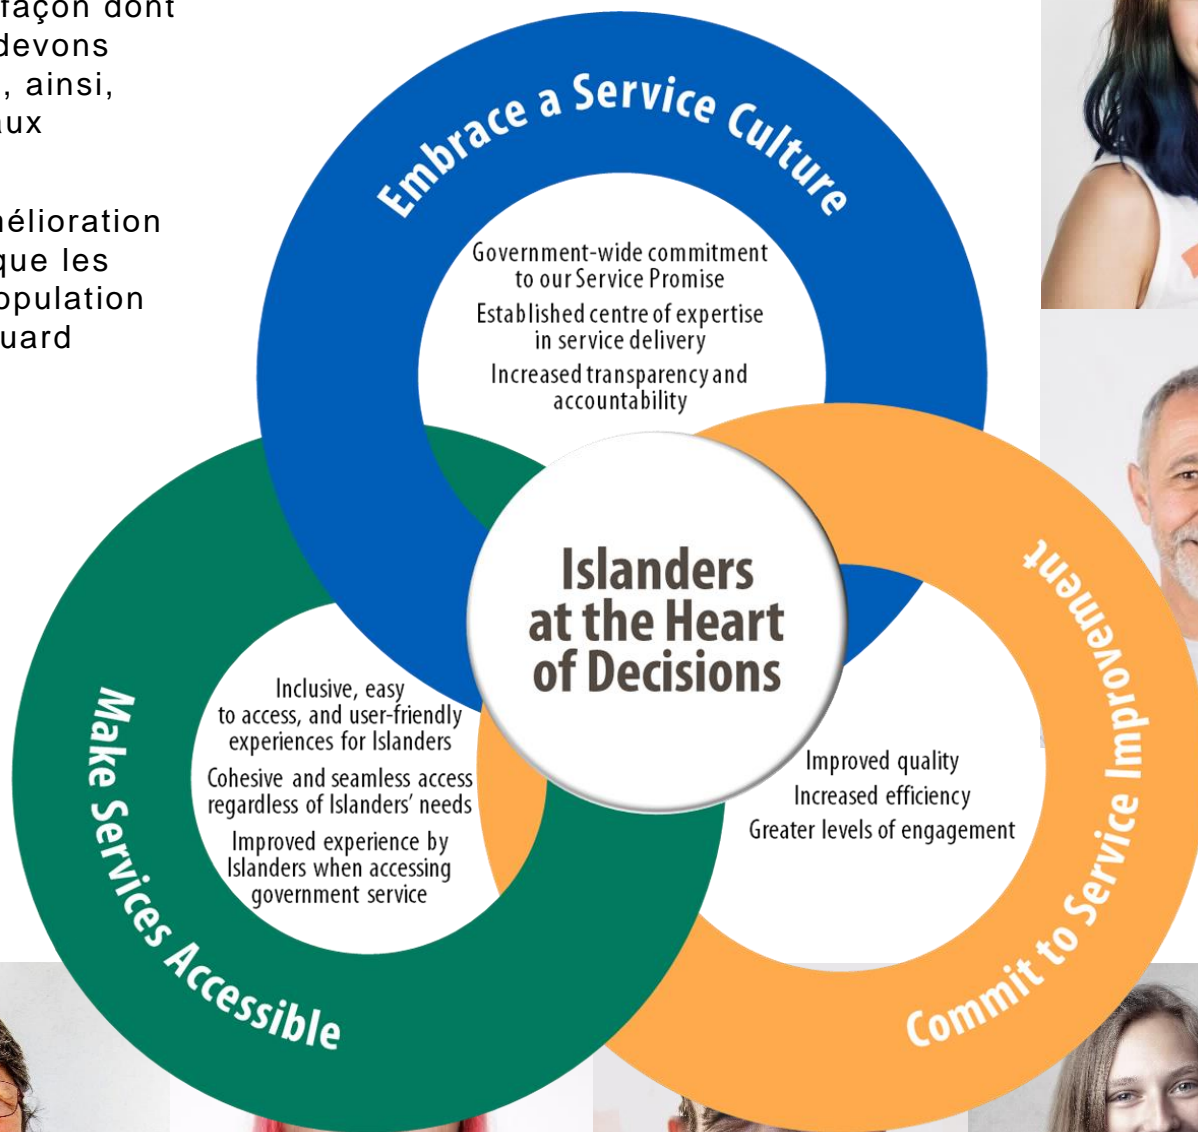 façon dont
devons
, ainsi,
aux
élioration
que les
opulation
uard
Embrace a Service Culture
Government-wide commitment
to our Service Promise
Established centre of expertise
in service delivery
Increased transparency and
accountability
Islanders
at the Heart
of Decisions
Make Services Accessible
Inclusive, easy
to access, and user-friendly
experiences for Islanders
Cohesive and seamless access
regardless of Islanders' needs
Improved experience by
Islanders when accessing
government service
Commit to Service Improvement
Improved quality
Increased efficiency
Greater levels of engagement